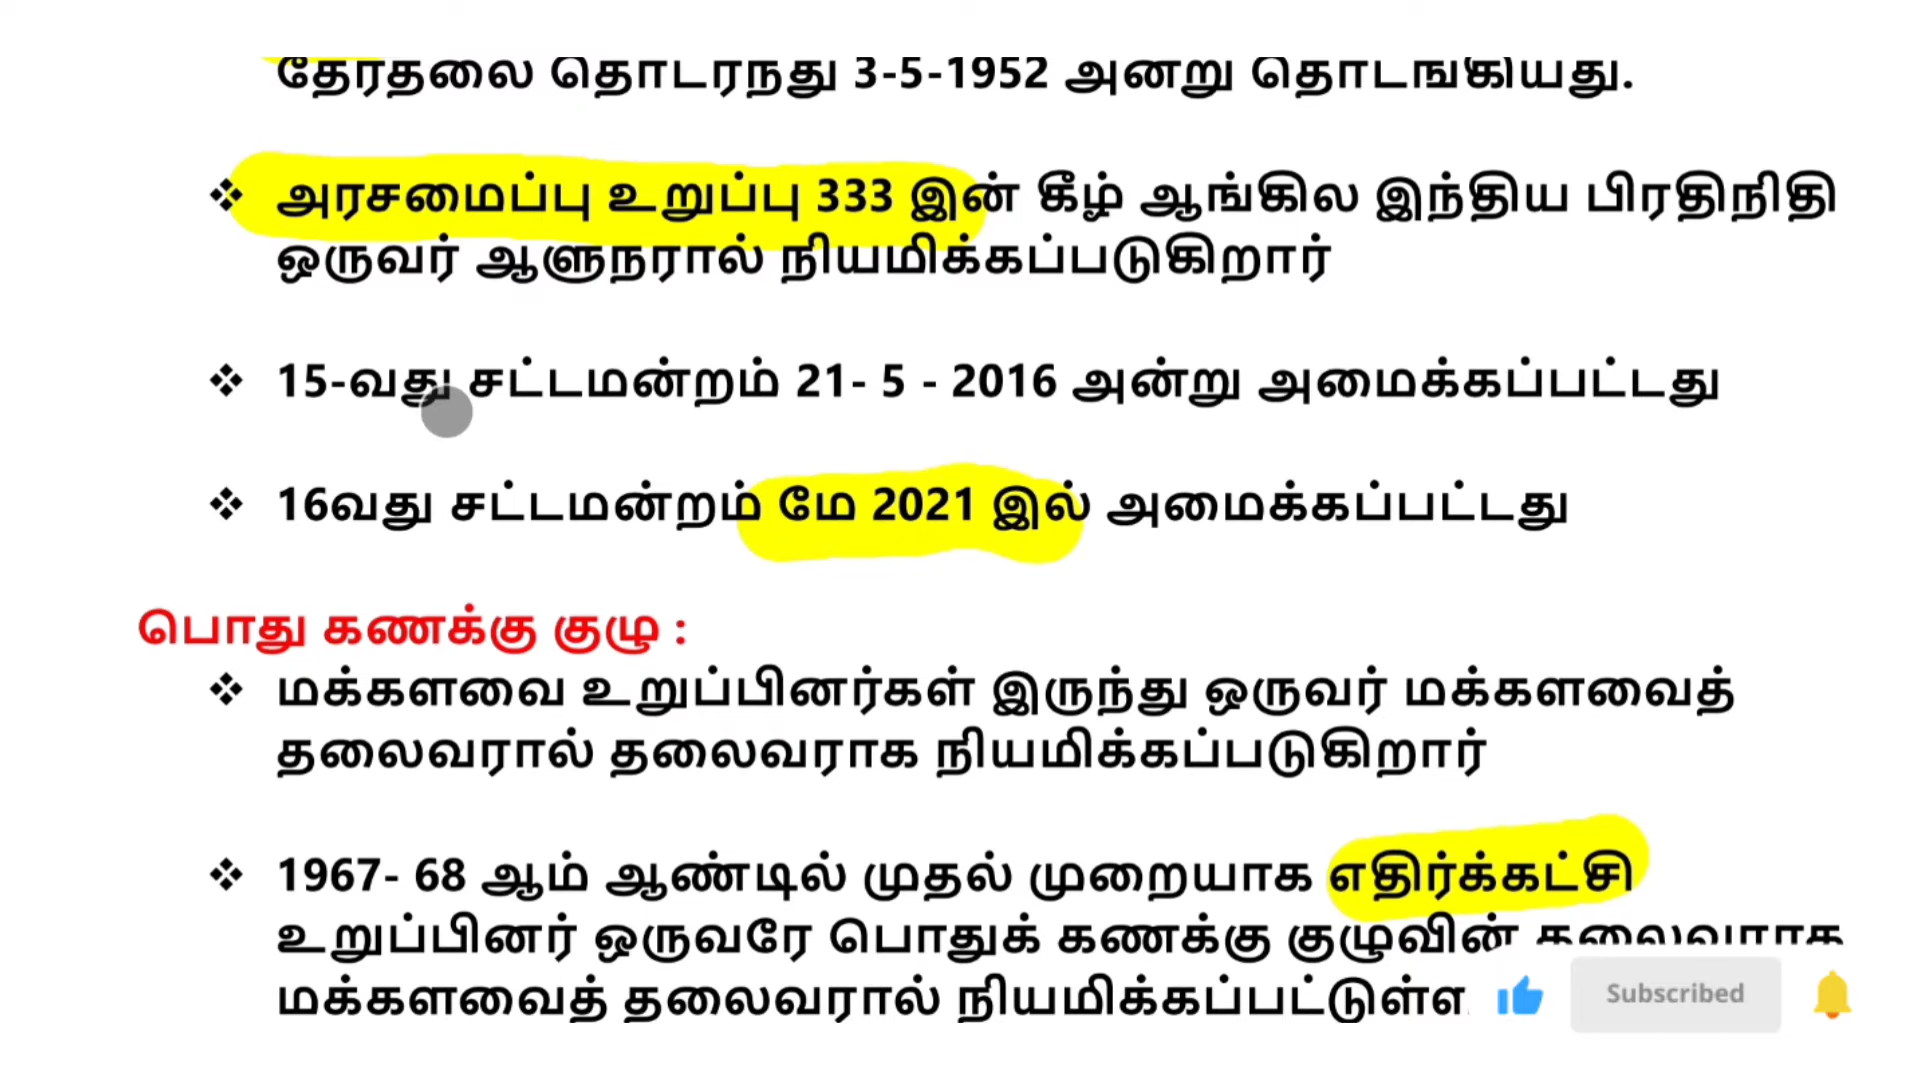 தேர்தலை தொடர்ந்து 3-5-1952 அன்று தொடங்கியது.
❖ அரசமைப்பு உறுப்பு 333 இன் கீழ் ஆங்கில இந்திய பிரதிநிதி
ஒருவர் ஆளுநரால் நியமிக்கப்படுகிறார்
❖ 15-வது சட்டமன்றம் 21- 5 - 2016 அன்று அமைக்கப்பட்டது
❖ 16வது சட்டமன்றம் மே 2021 இல் அமைக்கப்பட்டது
பொது கணக்கு குழு :
❖ மக்களவை உறுப்பினர்கள் இருந்து ஒருவர் மக்களவைத்
தலைவரால் தலைவராக நியமிக்கப்படுகிறார்
❖ 1967- 68 ஆம் ஆண்டில் முதல் முறையாக எதிர்க்கட்சி
உறுப்பினர் ஒருவரே பொதுக் கணக்கு குழுவின் தலைவராக
மக்களவைத் தலைவரால்
Subscribed